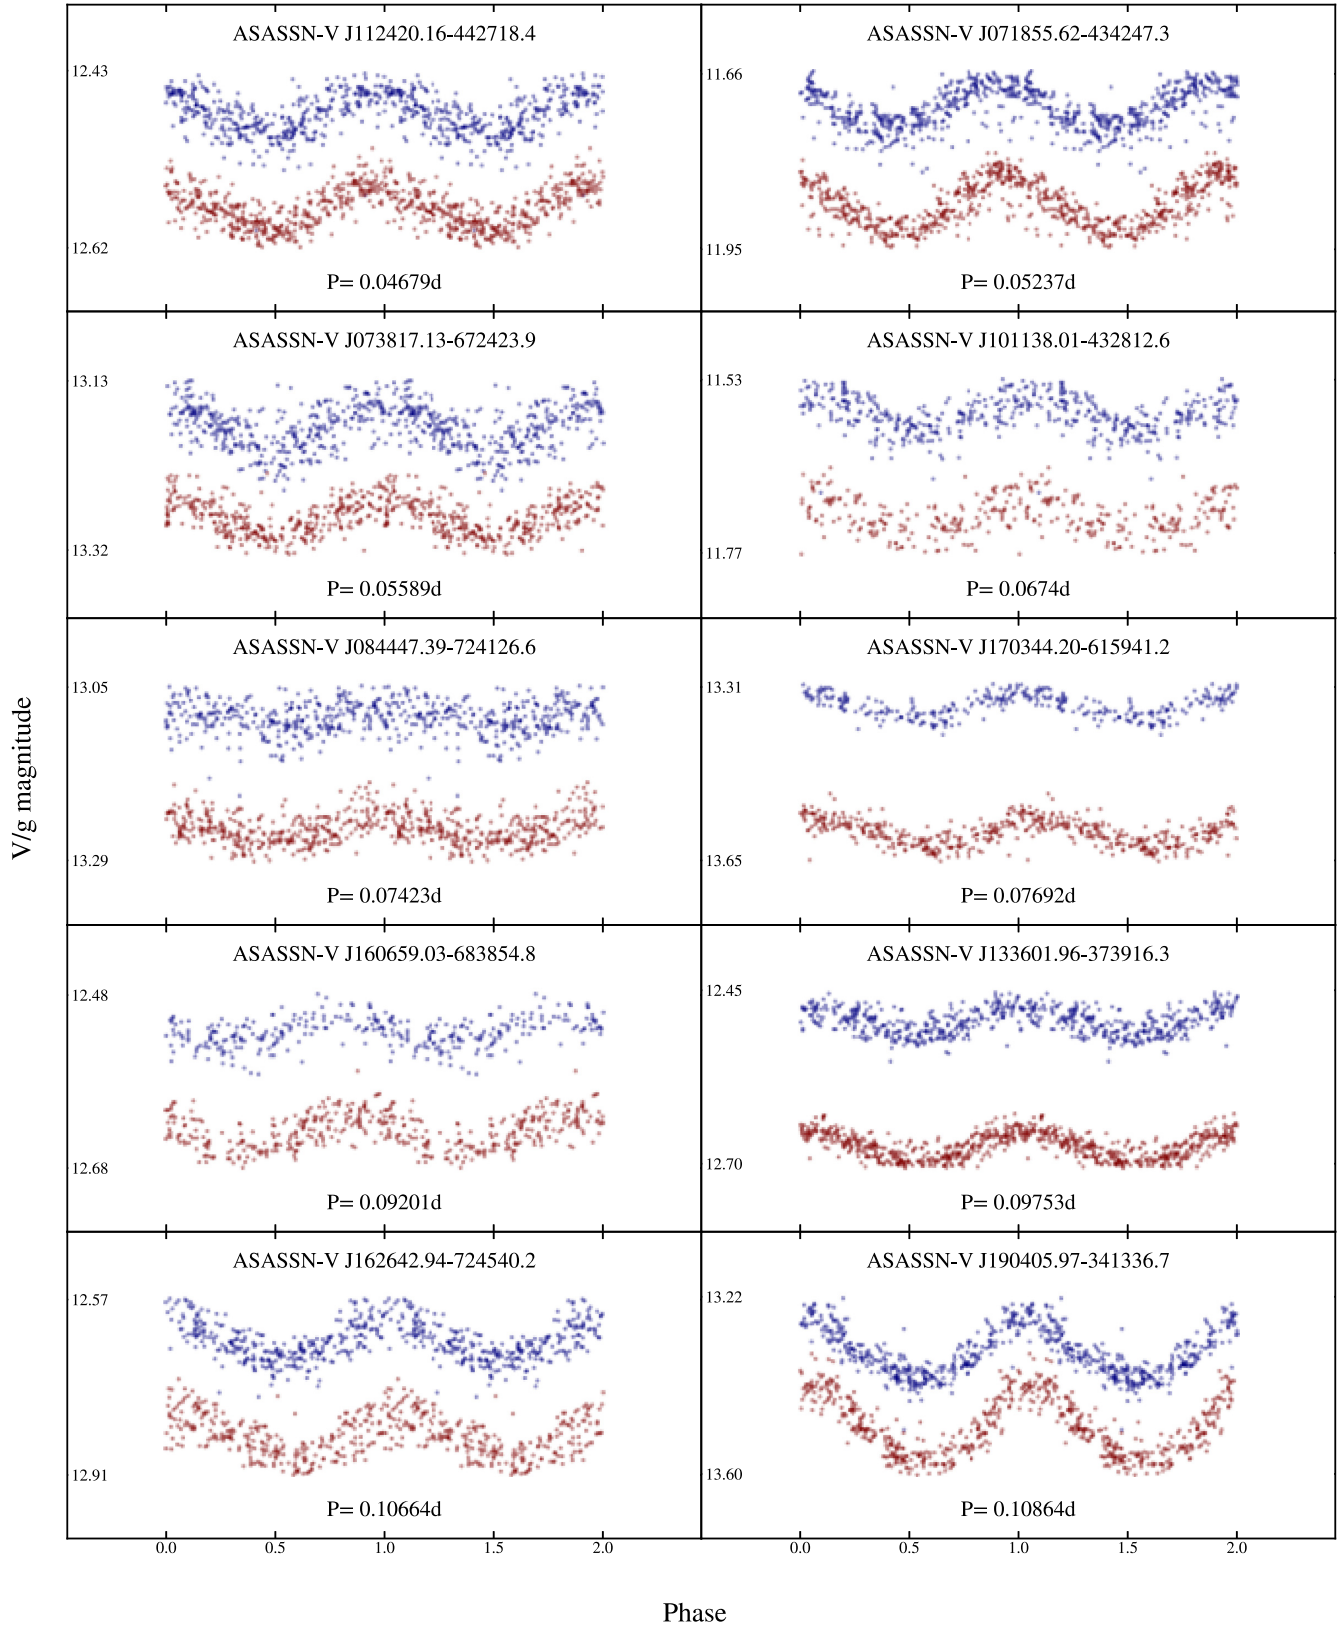 ASASSN-V J112420.16-442718.4
12.43
12.62
P= 0.04679d
ASASSN-V J071855.62-434247.3
11.66
11.95
P= 0.05237d
ASASSN-V J073817.13-672423.9
13.13
13.32
P= 0.05589d
ASASSN-V J101138.01-432812.6
11.53
11.77
P= 0.0674d
ASASSN-V J084447.39-724126.6
13.05
13.29
P= 0.07423d
ASASSN-V J170344.20-615941.2
13.31
13.65
P= 0.07692d
ASASSN-V J160659.03-683854.8
12.48
12.68
P= 0.09201d
ASASSN-V J133601.96-373916.3
12.45
12.70
P= 0.09753d
ASASSN-V J162642.94-724540.2
12.57
12.91
P= 0.10664d
ASASSN-V J190405.97-341336.7
13.22
13.60
P= 0.10864d
0.0 0.5 1.0 1.5 2.0
0.0 0.5 1.0 1.5 2.0
V/g magnitude
Phase